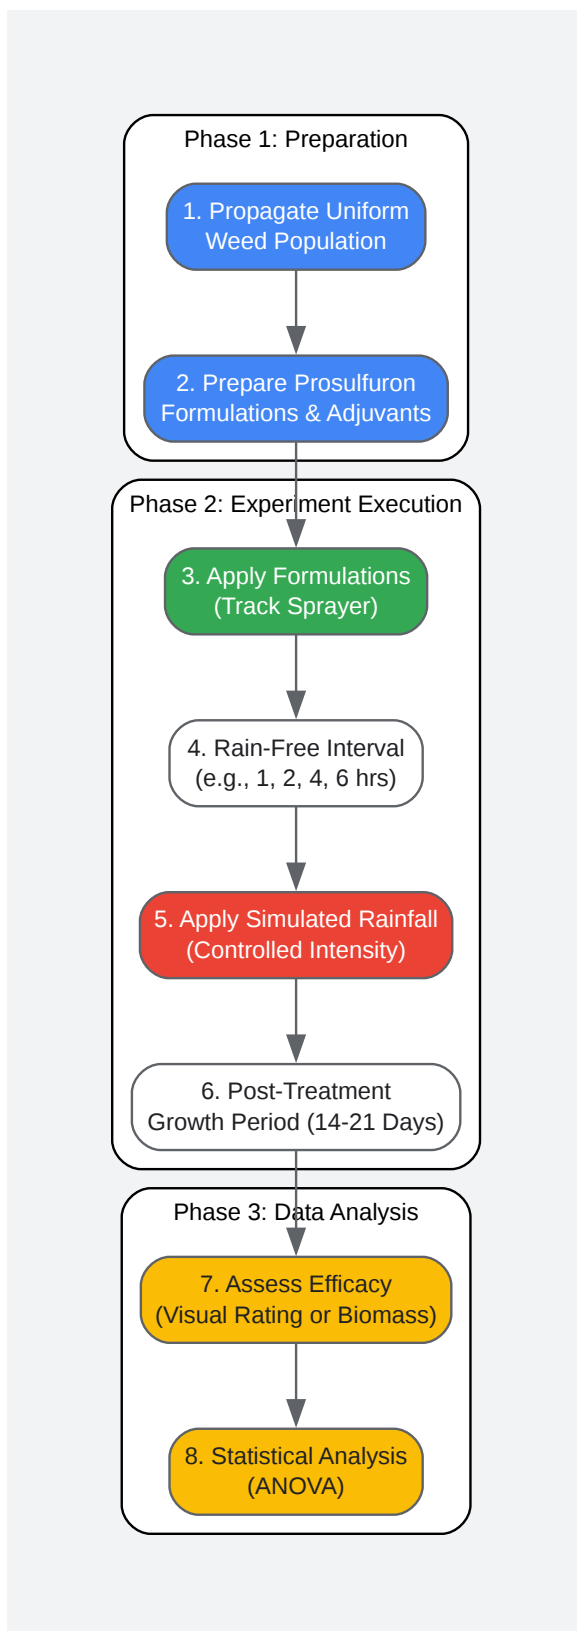 Phase 1: Preparation
1. Propagate Uniform
Weed Population
2. Prepare Prosulfuron
Formulations & Adjuvants
Phase 2: Experiment Execution
3. Apply Formulations
(Track Sprayer)
4. Rain-Free Interval
(e.g., 1, 2, 4, 6 hrs)
5. Apply Simulated Rainfall
(Controlled Intensity)
6. Post-Treatment
Growth Period (14-21 Days)
Phase 3: Data Analysis
7. Assess Efficacy
(Visual Rating or Biomass)
8. Statistical Analysis
(ANOVA)